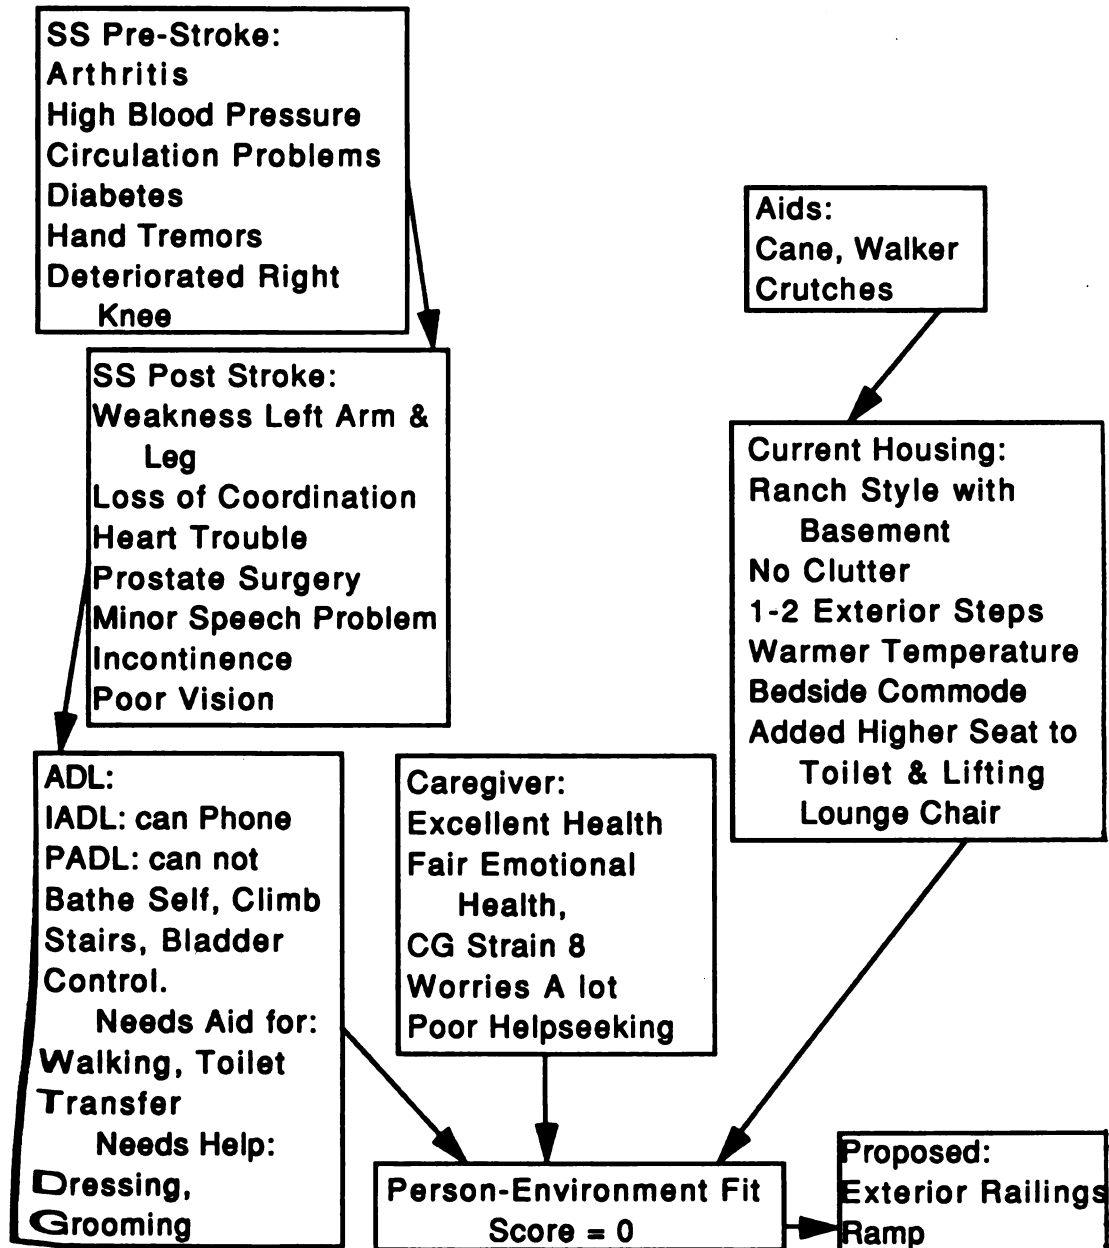 SS Pre-Stroke:
Arthritis
High Blood Pressure
Circulation Problems
Diabetes
Hand Tremors
Deteriorated Right
Knee
Aids:
Cane, Walker
Crutches
SS Post Stroke:
Weakness Left Arm &
Leg
Loss of Coordination
Heart Trouble
Prostate Surgery
Minor Speech Problem
Incontinence
Poor Vision
Current Housing:
Ranch Style with
Basement
No Clutter
1-2 Exterior Steps
Warmer Temperature
Bedside Commode
Added Higher Seat to
Toilet & Lifting
Lounge Chair
ADL:
IADL: can Phone
PADL: can not
Bathe Self, Climb
Stairs, Bladder
Control.
Needs Aid for:
Walking, Toilet
Transfer
Needs Help:
Dressing,
Grooming
Caregiver:
Excellent Health
Fair Emotional
Health,
CG Strain 8
Worries A lot
Poor Helpseeking
Person-Environment Fit
Score = 0
Proposed:
Exterior Railings
Ramp